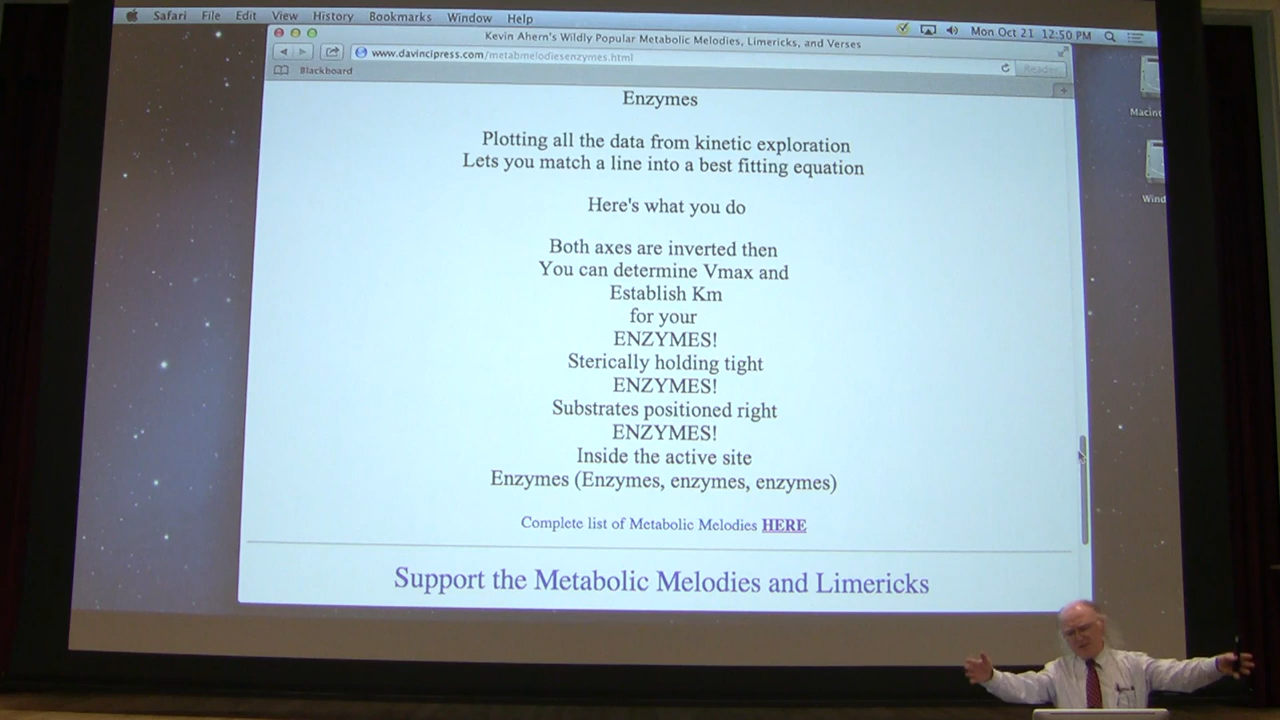 Safari File Edit View History Bookmarks Window Help
Mon Oct 21 12:50 PM
Kevin Ahern's Wildly Popular Metabolic Melodies, Limericks, and Verses
www.davincipress.com/metabmelodiesenzymes.html
Reader
Blackboard
Macint
Wind
Enzymes
Plotting all the data from kinetic exploration
Lets you match a line into a best fitting equation
Here's what you do
Both axes are inverted then
You can determine Vmax and
Establish Km
for your
ENZYMES!
Sterically holding tight
ENZYMES!
Substrates positioned right
ENZYMES!
Inside the active site
Enzymes (Enzymes, enzymes, enzymes)
Complete list of Metabolic Melodies HERE
Support the Metabolic Melodies and Limericks